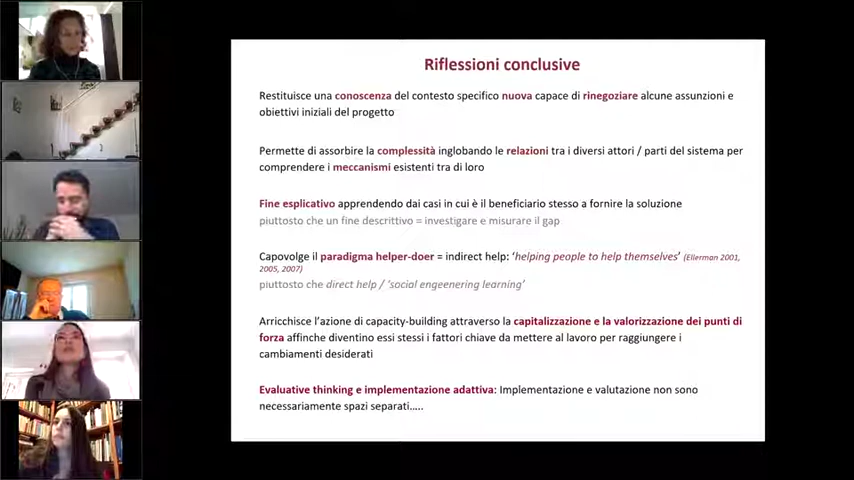 Riflessioni conclusive
Restituisce una conoscenza del contesto specifico nuova capace di rinegoziare alcune assunzioni e
obiettivi iniziali del progetto
Permette di assorbire la complessità inglobando le relazioni tra i diversi attori / parti del sistema per
comprendere i meccanismi esistenti tra di loro
Fine esplicativo apprendendo dai casi in cui è il beneficiario stesso a fornire la soluzione
piuttosto che un fine descrittivo = investigare e misurare il gap
Capovolge il paradigma helper-doer = indirect help: ‘helping people to help themselves’ (Ellerman 2001,
2005, 2007)
piuttosto che direct help / ‘social engeenering learning’
Arricchisce l’azione di capacity-building attraverso la capitalizzazione e la valorizzazione dei punti di
forza affinche diventino essi stessi i fattori chiave da mettere al lavoro per raggiungere i
cambiamenti desiderati
Evaluative thinking e implementazione adattiva: Implementazione e valutazione non sono
necessariamente spazi separati…..